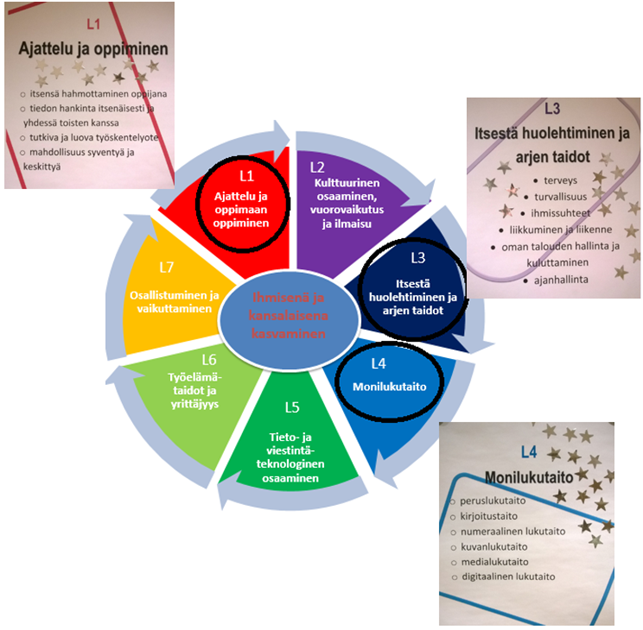 L1
Ajattelu ja oppiminen
o itsensä hahmottaminen oppijana
o tiedon hankinta itsenäisesti ja
yhdessä toisten kanssa
o tutkiva ja luova työskentelyote
o mahdollisuus syventyä ja
keskittyä
L1
Ajattelu ja
oppimaan
oppiminen
L2
Kulttuurinen
osaaminen,
vuorovaikutus
ja ilmaisu
L3
Itsestä huolehtiminen ja
arjen taidot
• terveys
• turvallisuus
• ihmissuhteet
• liikkuminen ja liikenne
• oman talouden hallinta ja
kuluttaminen
• ajanhallinta
L3
Itsestä
huolehtiminen ja
arjen taidot
L7
Osallistuminen ja
vaikuttaminen
Ihmisenä ja
kansalaisena
kasvaminen
L4
Monilukutaito
L6
Työelämä-
taidot ja
yrittäjyys
L5
Tieto- ja
viestintä-
teknologinen
osaaminen
L4
Monilukutaito
o peruslukutaito
o kirjoitustaito
o numeraalinen lukutaito
o kuvanlukutaito
o medialukutaito
o digitaalinen lukutaito